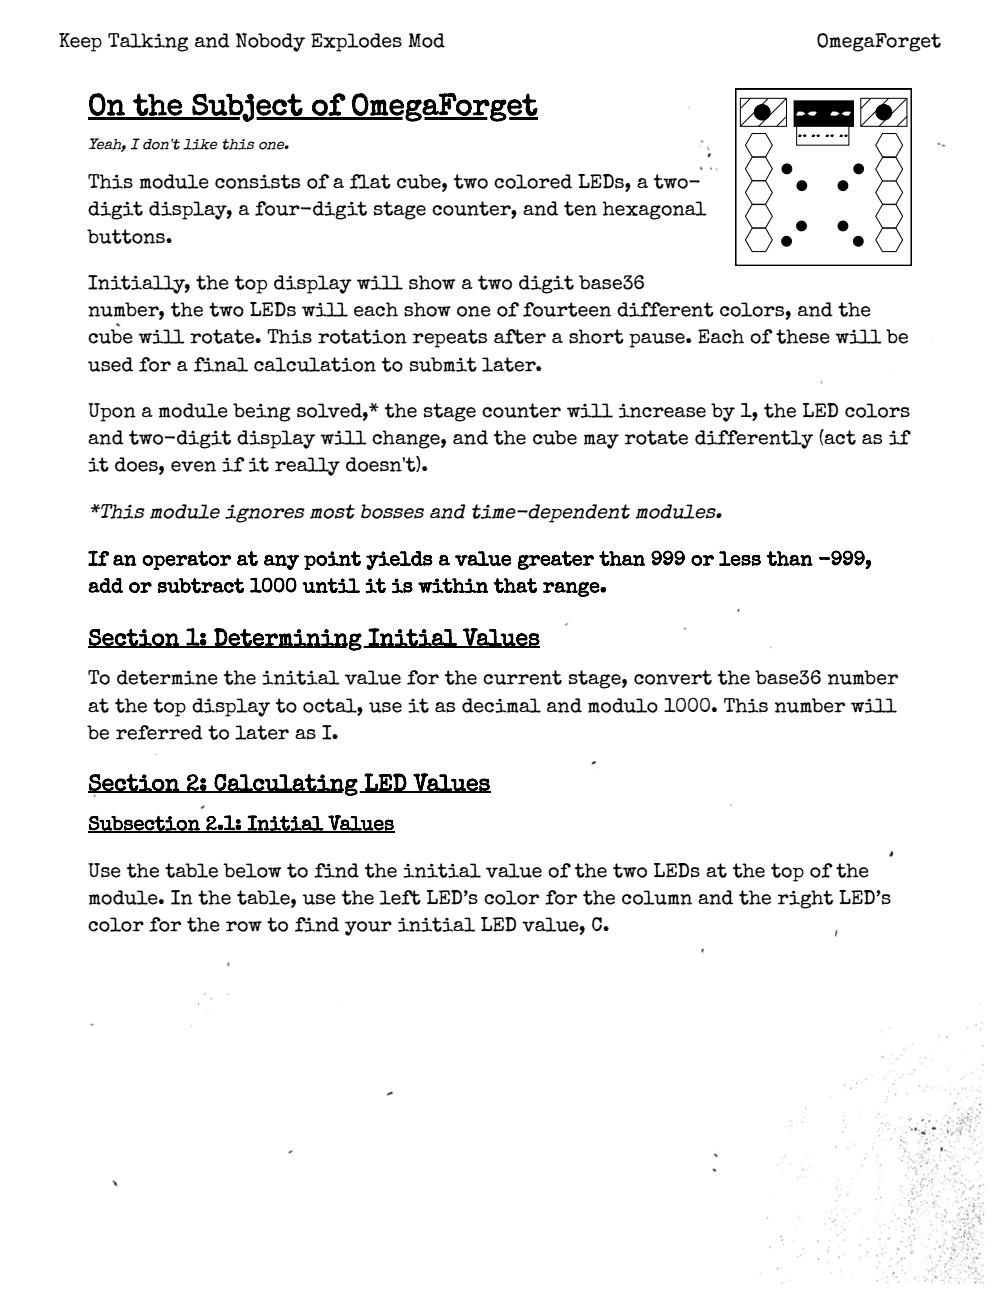 Keep Talking and Nobody Explodes Mod OmegaForget
On the Subject of OmegaForget
Yeah, I don't like this one.
This module consists of a flat cube, two colored LEDs, a two-
digit display, a four-digit stage counter, and ten hexagonal
buttons.
Initially, the top display will show a two digit base36
number, the two LEDs will each show one of fourteen different colors, and the
cube will rotate. This rotation repeats after a short pause. Each of these will be
used for a final calculation to submit later.
Upon a module being solved,* the stage counter will increase by 1, the LED colors
and two-digit display will change, and the cube may rotate differently (act as if
it does, even if it really doesn't).
*This module ignores most bosses and time-dependent modules.
If an operator at any point yields a value greater than 999 or less than -999,
add or subtract 1000 until it is within that range.
Section 1: Determining Initial Values
To determine the initial value for the current stage, convert the base36 number
at the top display to octal, use it as decimal and modulo 1000. This number will
be referred to later as I.
Section 2: Calculating LED Values
Subsection 2.1: Initial Values
Use the table below to find the initial value of the two LEDs at the top of the
module. In the table, use the left LED’s color for the column and the right LED’s
color for the row to find your initial LED value, C.